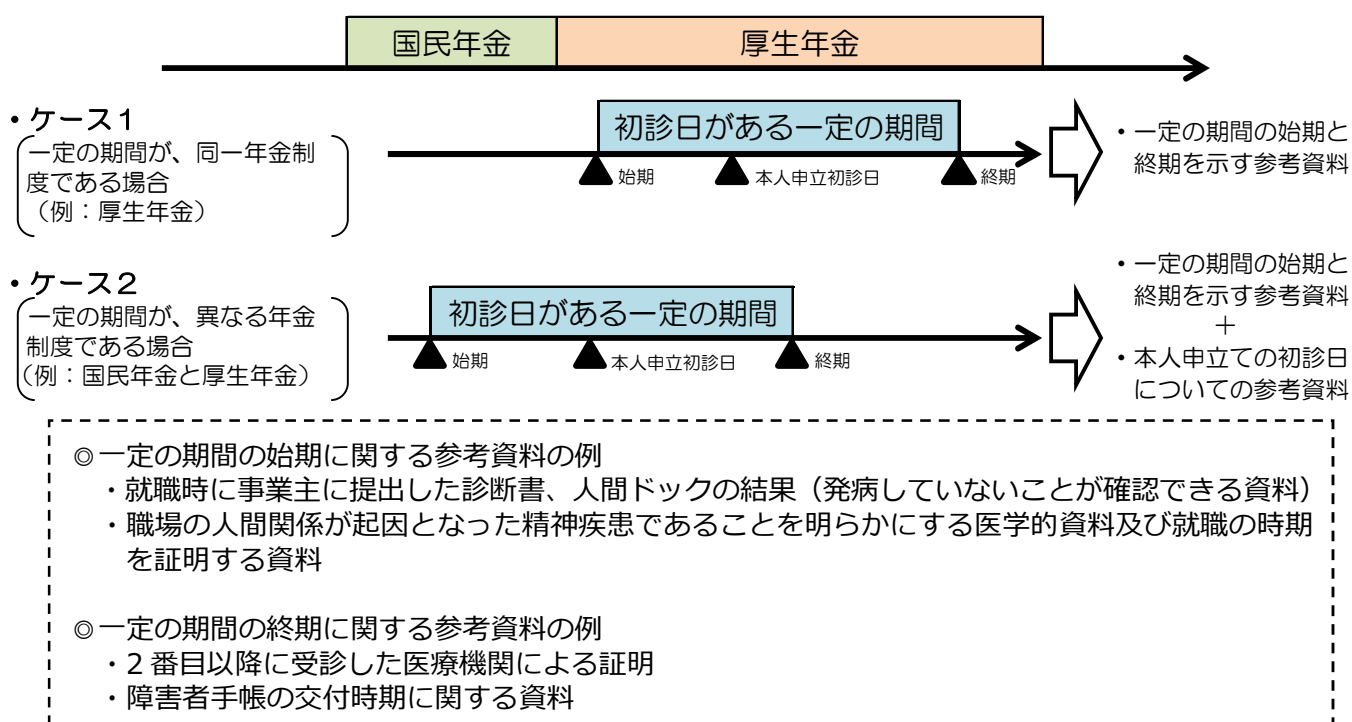 国民年金
厚生年金
・ケース１
一定の期間が、同一年金制
度である場合
（例：厚生年金）
初診日がある一定の期間
始期
本人申立初診日
終期
・一定の期間の始期と
終期を示す参考資料
・ケース２
一定の期間が、異なる年金
制度である場合
（例：国民年金と厚生年金）
初診日がある一定の期間
始期
本人申立初診日
終期
・一定の期間の始期と
終期を示す参考資料
＋
・本人申立ての初診日
についての参考資料
◎一定の期間の始期に関する参考資料の例
・就職時に事業主に提出した診断書、人間ドックの結果（発病していないことが確認できる資料）
・職場の人間関係が起因となった精神疾患であることを明らかにする医学的資料及び就職の時期
を証明する資料
◎一定の期間の終期に関する参考資料の例
・2 番目以降に受診した医療機関による証明
・障害者手帳の交付時期に関する資料